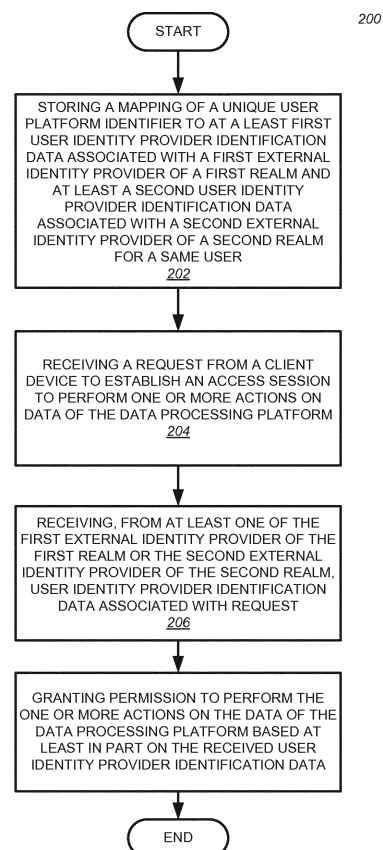 200
START
STORING A MAPPING OF A UNIQUE USER
PLATFORM IDENTIFIER TO AT A LEAST FIRST
USER IDENTITY PROVIDER IDENTIFICATION
DATA ASSOCIATED WITH A FIRST EXTERNAL
IDENTITY PROVIDER OF A FIRST REALM AND
AT LEAST A SECOND USER IDENTITY
PROVIDER IDENTIFICATION DATA
ASSOCIATED WITH A SECOND EXTERNAL
IDENTITY PROVIDER OF A SECOND REALM
FOR A SAME USER
202
RECEIVING A REQUEST FROM A CLIENT
DEVICE TO ESTABLISH AN ACCESS SESSION
TO PERFORM ONE OR MORE ACTIONS ON
DATA OF THE DATA PROCESSING PLATFORM
204
RECEIVING, FROM AT LEAST ONE OF THE
FIRST EXTERNAL IDENTITY PROVIDER OF THE
FIRST REALM OR THE SECOND EXTERNAL
IDENTITY PROVIDER OF THE SECOND REALM,
USER IDENTITY PROVIDER IDENTIFICATION
DATA ASSOCIATED WITH REQUEST
206
GRANTING PERMISSION TO PERFORM THE
ONE OR MORE ACTIONS ON THE DATA OF THE
DATA PROCESSING PLATFORM BASED AT
LEAST IN PART ON THE RECEIVED USER
IDENTITY PROVIDER IDENTIFICATION DATA
END